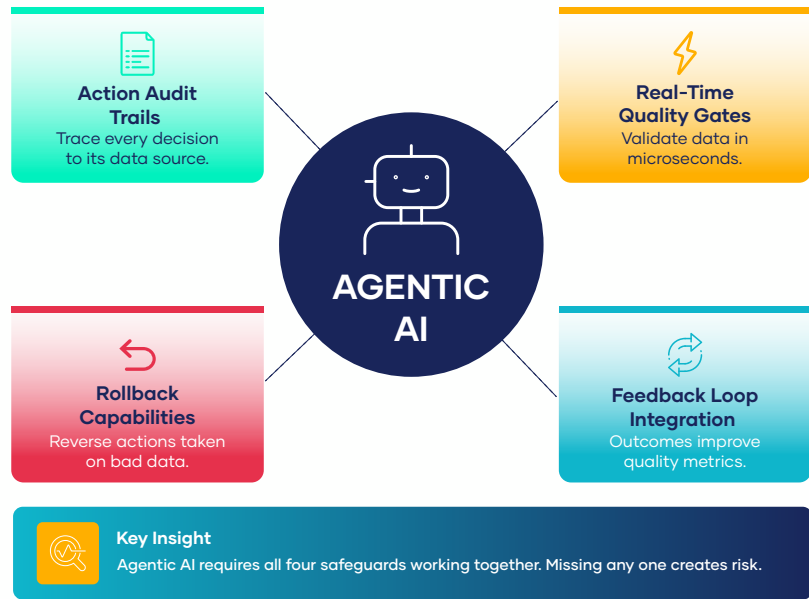 Action Audit
Trails
Trace every decision
to its data source.
Real-Time
Quality Gates
Validate data in
microseconds.
AGENTIC
AI
Rollback
Capabilities
Reverse actions taken
on bad data.
Feedback Loop
Integration
Outcomes improve
quality metrics.
Key Insight
Agentic AI requires all four safeguards working together. Missing any one creates risk.